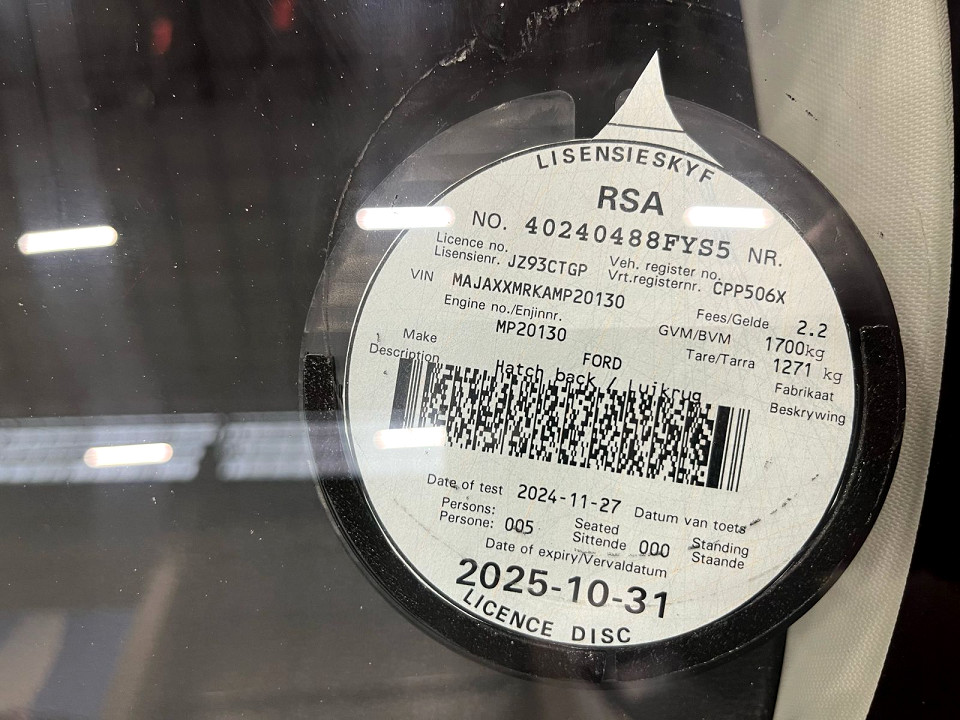 LISENSIESKYF
RSA
NO. 40240488FYS5 NR.
Licence no. Lisensienr. JZ93CTGP Veh. register no. Vrt.registernr. CPP506X
VIN MAJAXXMRKAMP20130
Fees/Gelde 2.2
Engine no./Enjinnr. MP20130
GVM/BVM 1700kg
Tare/Tarra 1271 kg
Make FORD Fabrikaat
Description Hatch back / Luikrug Beskrywing
Date of test 2024-11-27 Datum van toets
Persons: Persone: 005 Seated Sittende 000 Standing Staande
Date of expiry/Vervaldatum
2025-10-31
LICENCE DISC